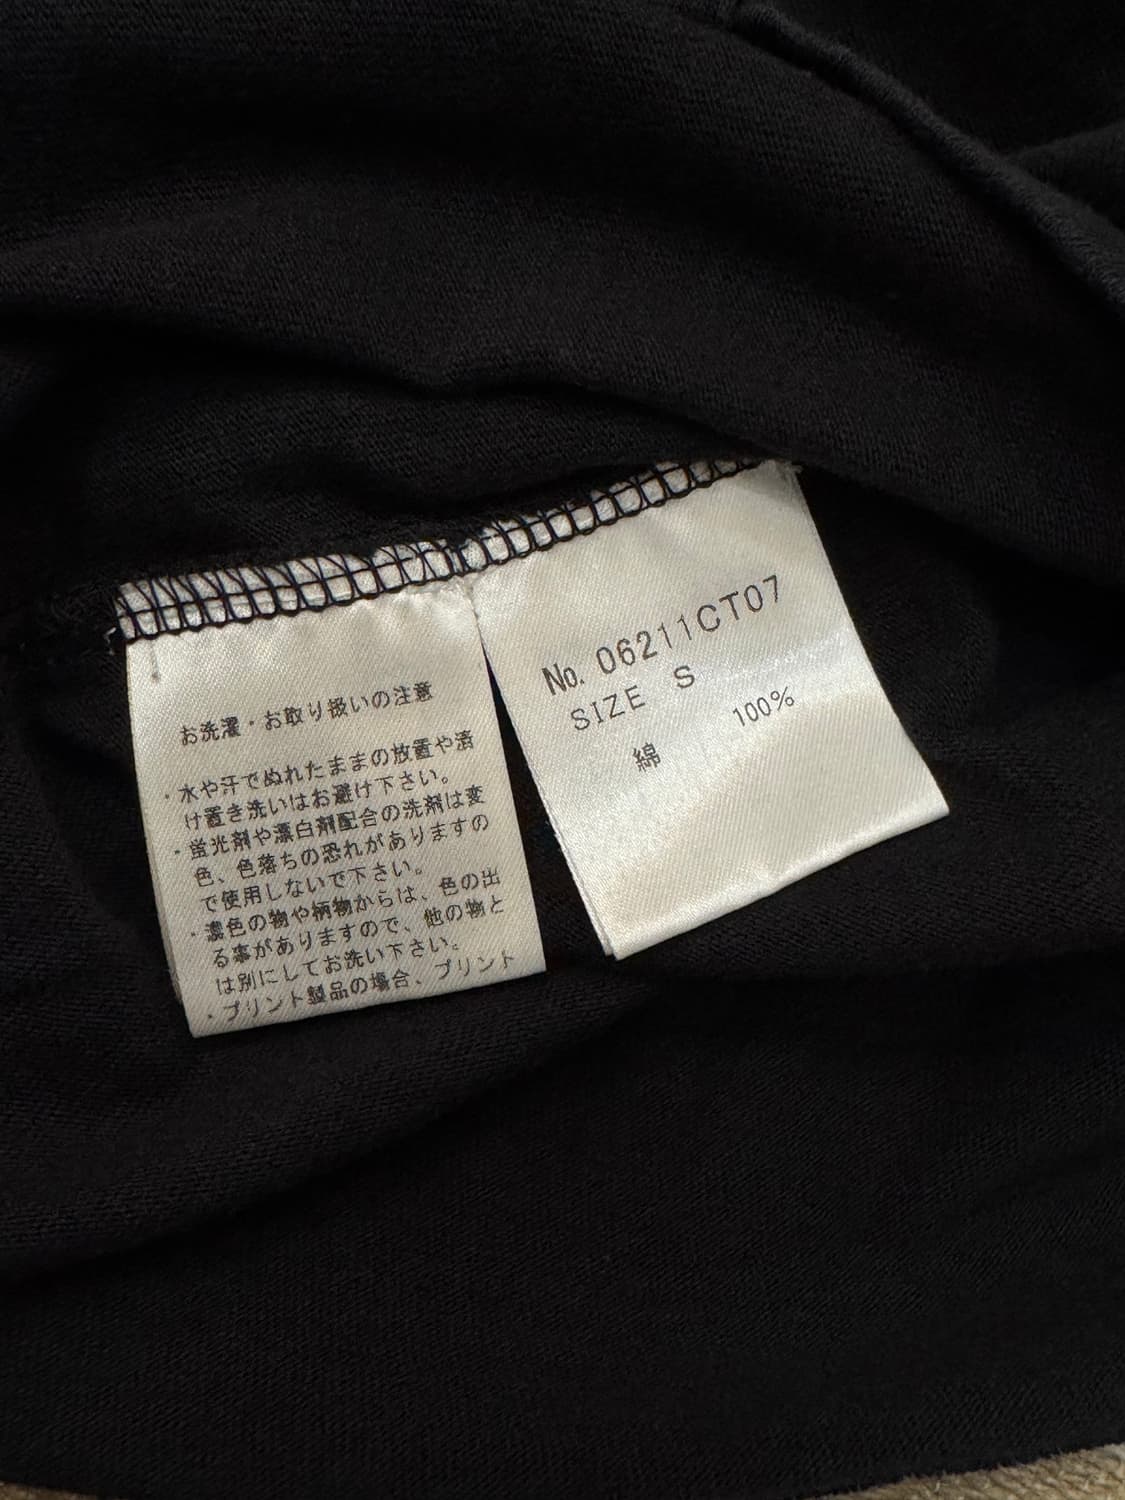 お洗濯・お取り扱いの注意
・水や汗でぬれたままの放置や済
け置き洗いはお避け下さい。
・蛍光剤や漂白剤配合の洗剤は変
色、色落ちの恐れがありますの
で使用しないで下さい。
・濃色の物や柄物からは、色の出
る事がありますので、他の物と
は別にしてお洗い下さい。
・プリント製品の場合、プリント
No. 06211CT07
SIZE S
綿 100%